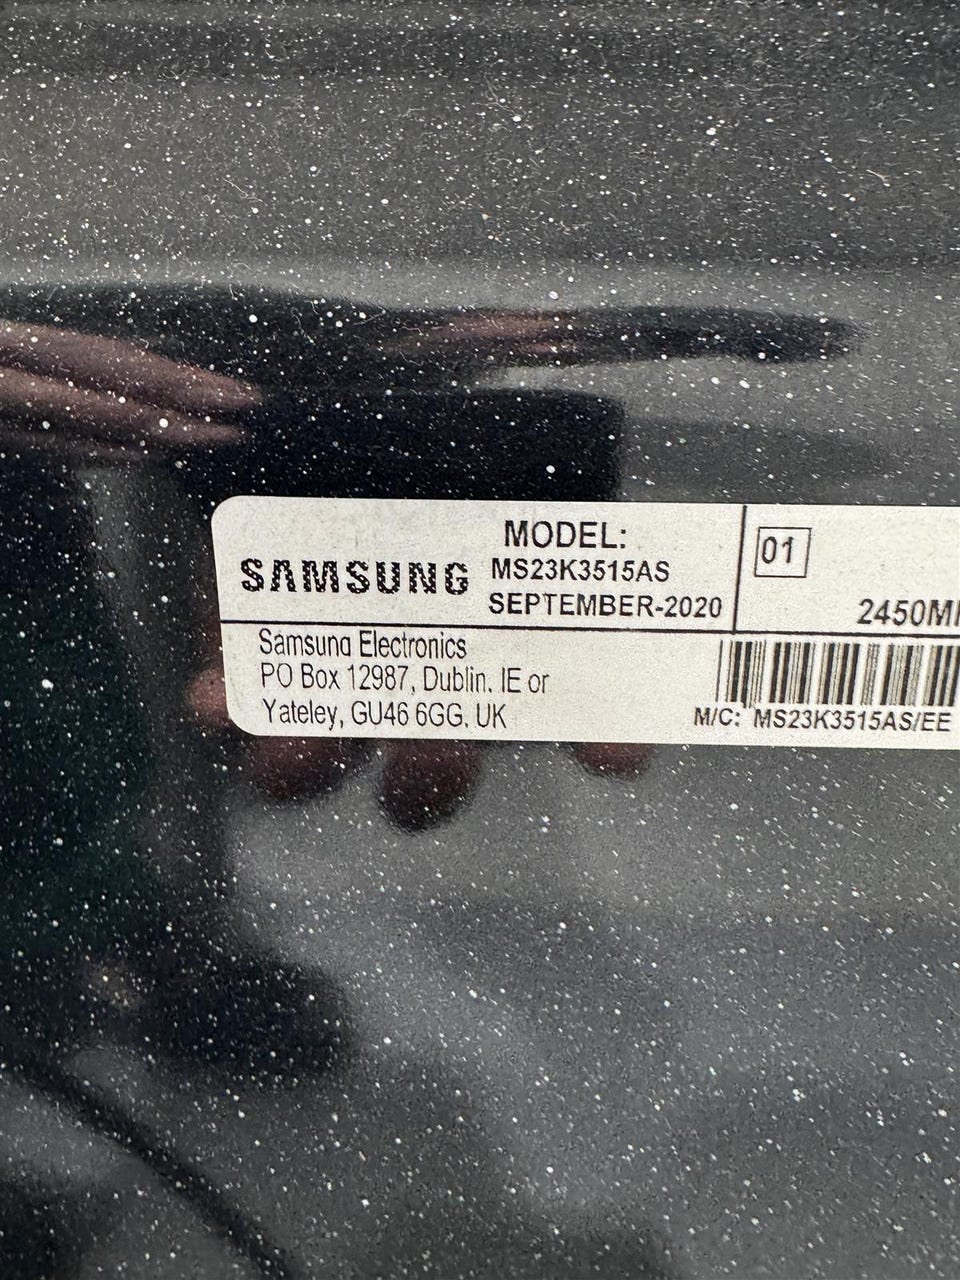 SAMSUNG
MODEL:
MS23K3515AS
SEPTEMBER-2020
01
2450M
Samsung Electronics
PO Box 12987, Dublin. IE or
Yateley, GU46 6GG. UK
M/C: MS23K3515AS/EE